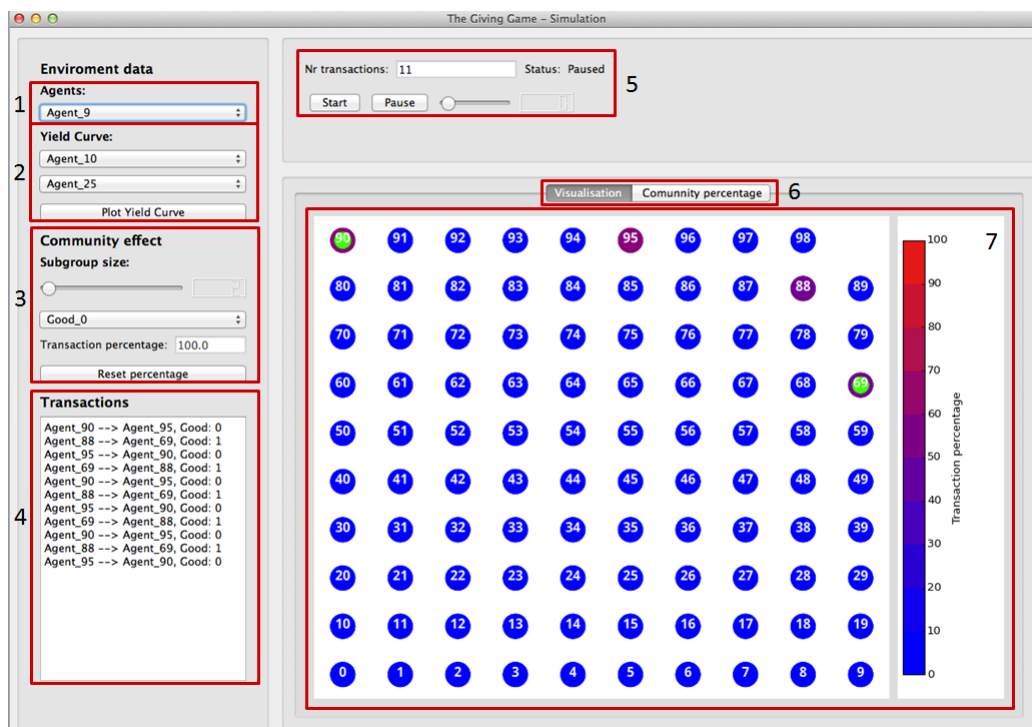 The Giving Game – Simulation
Enviroment data
1
Agents:
Agent_9
2
Yield Curve:
Agent_10
Agent_25
Plot Yield Curve
3
Community effect
Subgroup size:
Good_0
Transaction percentage: 100.0
Reset percentage
4
Transactions
Agent_90 --> Agent_95, Good: 0
Agent_88 --> Agent_69, Good: 1
Agent_95 --> Agent_90, Good: 0
Agent_69 --> Agent_88, Good: 1
Agent_90 --> Agent_95, Good: 0
Agent_88 --> Agent_69, Good: 1
Agent_95 --> Agent_90, Good: 0
Agent_69 --> Agent_88, Good: 1
Agent_90 --> Agent_95, Good: 0
Agent_88 --> Agent_69, Good: 1
Agent_95 --> Agent_90, Good: 0
Nr transactions: 11 Status: Paused
Start Pause
5
Visualisation Comunnity percentage
6
90 91 92 93 94 95 96 97 98
80 81 82 83 84 85 86 87 88 89
70 71 72 73 74 75 76 77 78 79
60 61 62 63 64 65 66 67 68 69
50 51 52 53 54 55 56 57 58 59
40 41 42 43 44 45 46 47 48 49
30 31 32 33 34 35 36 37 38 39
20 21 22 23 24 25 26 27 28 29
10 11 12 13 14 15 16 17 18 19
0 1 2 3 4 5 6 7 8 9
7
100
90
80
70
60
50
40
30
20
10
0
Transaction percentage